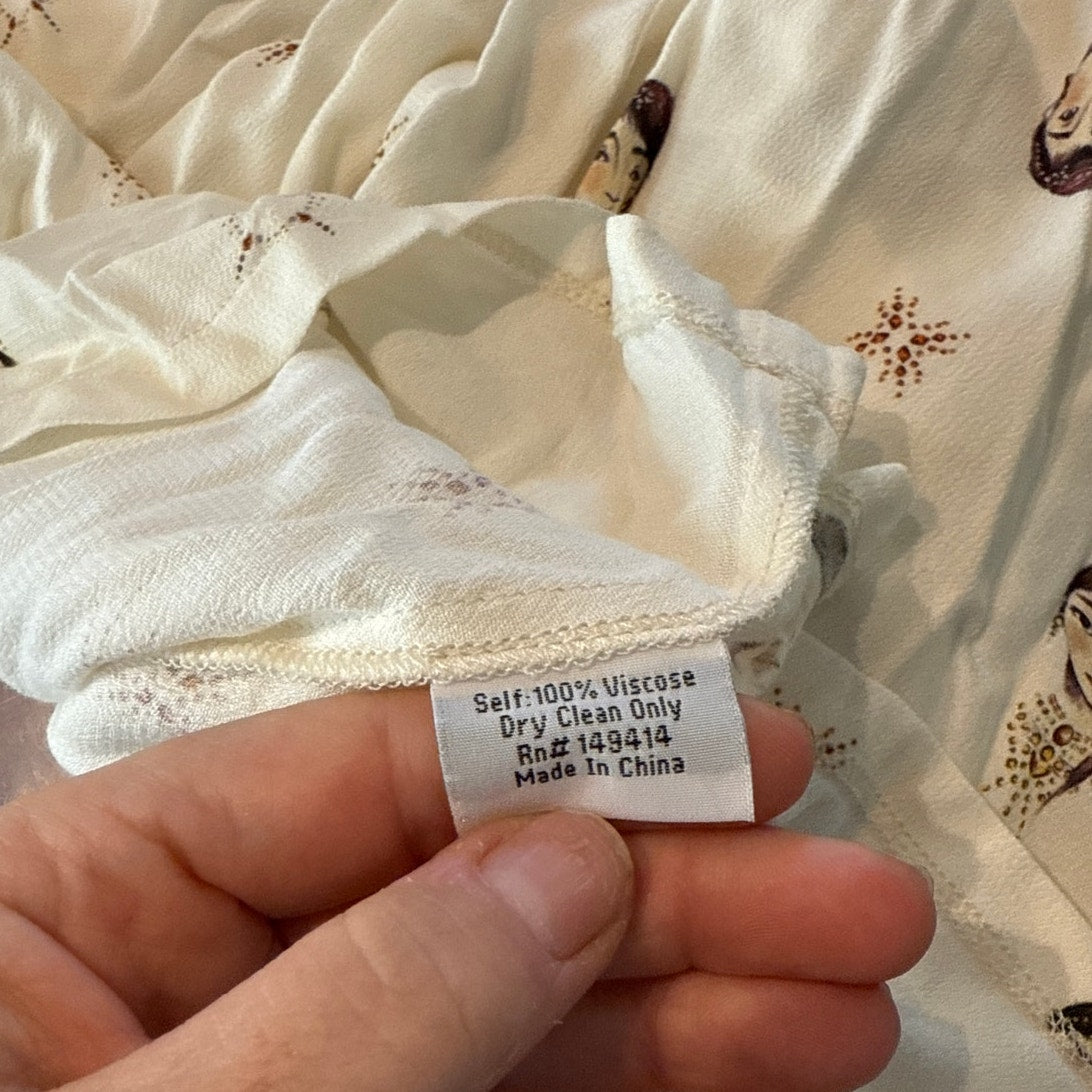 Self:100% Viscose
Dry Clean Only
Rn# 149414
Made In China